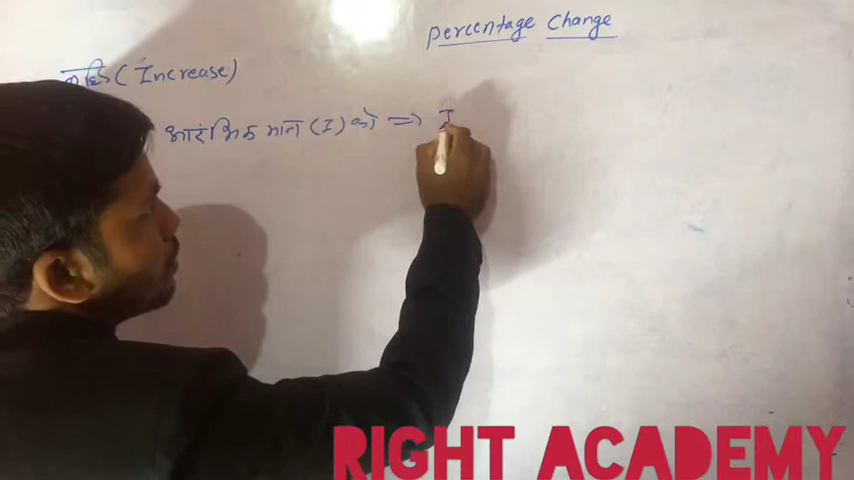 Percentage Change
वृद्धि (Increase)
आरंभिक मान (I) को => I
RIGHT ACADEMY